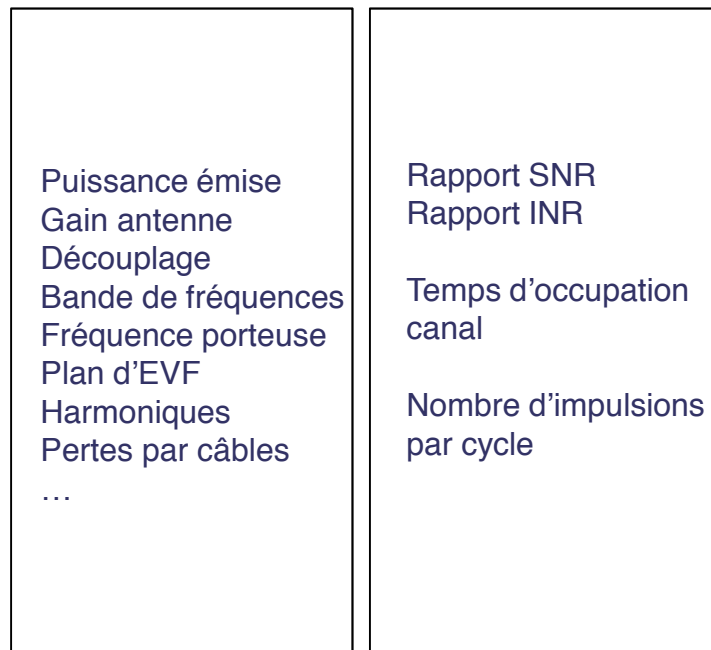 Puissance émise
Gain antenne
Découplage
Bande de fréquences
Fréquence porteuse
Plan d’EVF
Harmoniques
Pertes par câbles
…
Rapport SNR
Rapport INR
Temps d’occupation
canal
Nombre d’impulsions
par cycle